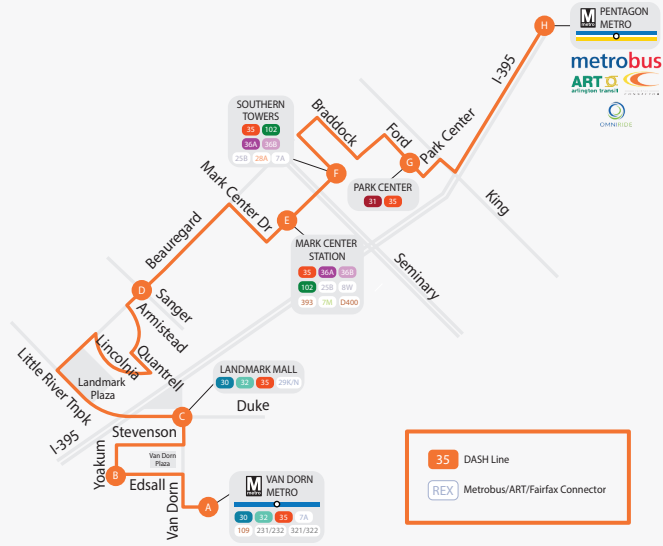 H
M
metro
PENTAGON
METRO
I-395
metrobus
ART
arlington transit
OMNIRIDE
SOUTHERN
TOWERS
35 102
36A 36B
25B 28A 7A
Braddock
Ford
Park Center
G
F
PARK CENTER
31 35
King
Mark Center Dr
E
MARK CENTER
STATION
35 36A 36B
102 25B 8W
393 7M D400
Seminary
Beauregard
D
Sanger
Armistead
Lincolnia
Quantrell
Little River Tnpk
Landmark
Plaza
LANDMARK MALL
30 32 35 29K/N
C
Duke
I-395
Stevenson
Yoakum
Van Dorn
Plaza
B
Edsall
Van Dorn
A
M
metro
VAN DORN
METRO
30 32 35 7A
109 231/232 321/322
35 DASH Line
REX Metrobus/ART/Fairfax Connector